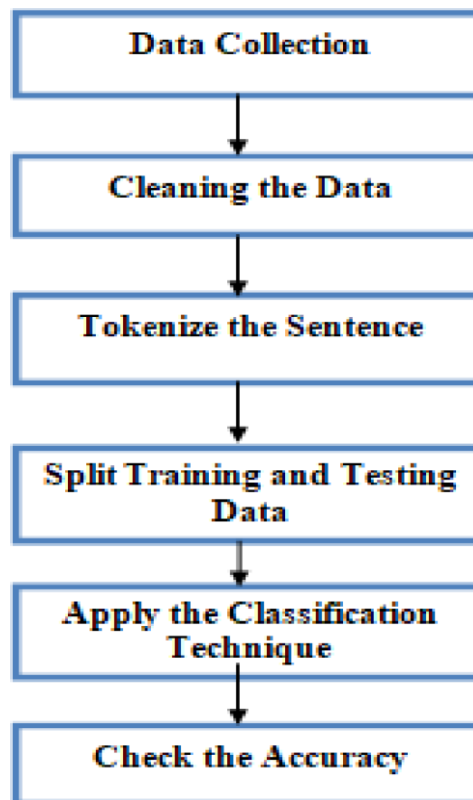 Data Collection
Cleaning the Data
Tokenize the Sentence
Split Training and Testing
Data
Apply the Classification
Technique
Check the Accuracy